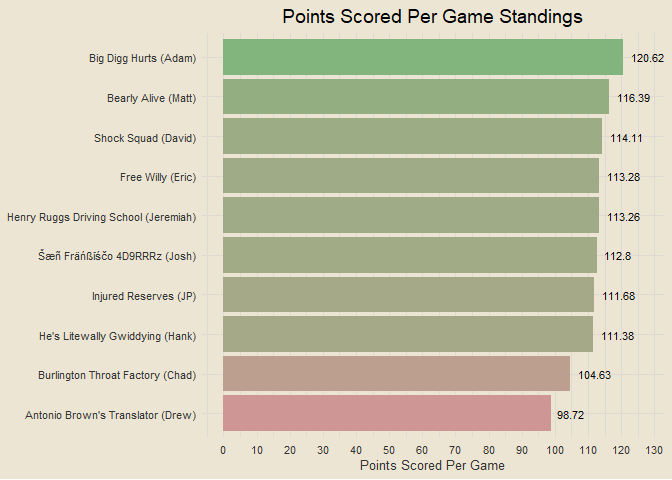 Points Scored Per Game Standings
Big Digg Hurts (Adam) 120.62
Bearly Alive (Matt) 116.39
Shock Squad (David) 114.11
Free Willy (Eric) 113.28
Henry Ruggs Driving School (Jeremiah) 113.26
Šæñ Fräńßïśčo 4D9RRRz (Josh) 112.8
Injured Reserves (JP) 111.68
He's Litewally Gwiddying (Hank) 111.38
Burlington Throat Factory (Chad) 104.63
Antonio Brown's Translator (Drew) 98.72
0 10 20 30 40 50 60 70 80 90 100 110 120 130
Points Scored Per Game